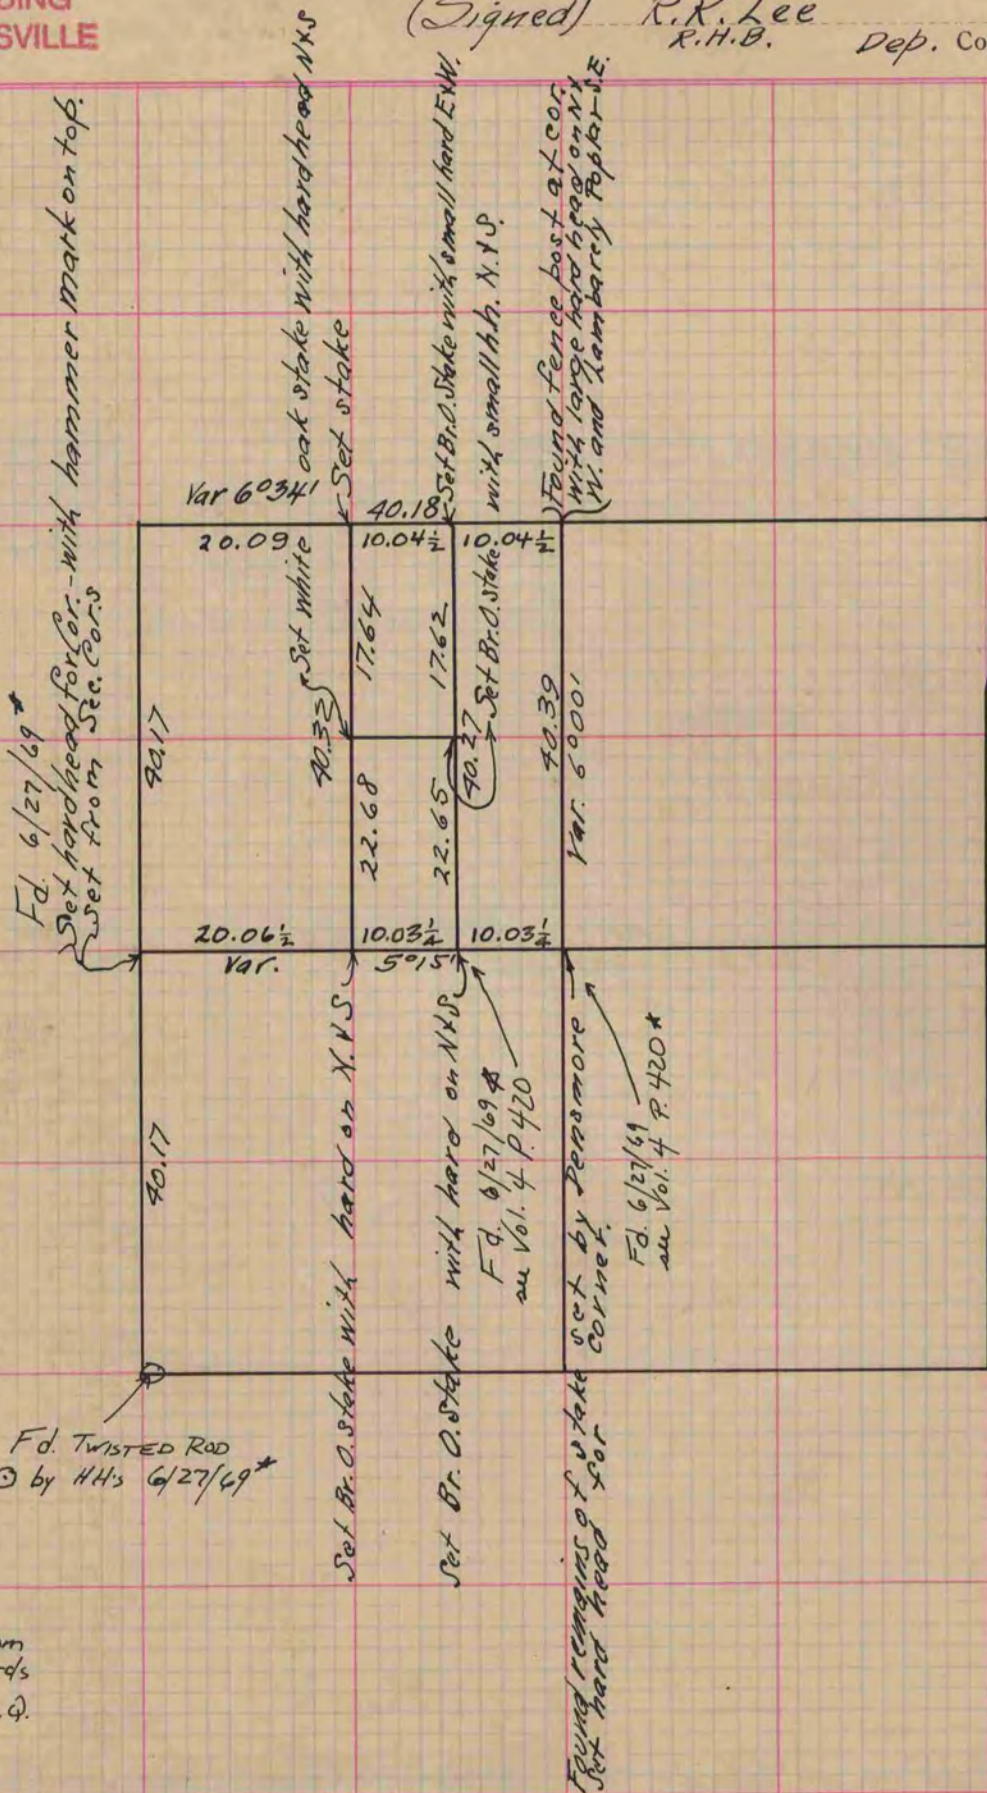 SVILLE
(Signed) R.R. Lee
R.H.B. Dep. Co
Fd. 6/27/69 *
Set hardhead for Cor. - with hammer mark on top.
Set from Sec. Cor.s
Set white oak stake with hardhead N&S
Set stake
Set Br.O. Stake with small hard E&W.
Set Br.O. stake with small h.h. N.&S.
Found fence post at cor.
with large hard head on N&
W. and Lambarely Poplar S.E.
Var 6°34'
40.18
20.09
10.04½
10.04½
40.17
40.33
17.64
17.62
22.68
22.65
40.27
40.39
Var. 6°00'
20.06½
10.03¼
10.03¼
Var.
5°15'
40.17
Set Br.O. stake with hard on N.&S.
Set Br. O. Stake with hard on N&S.
Fd. 6/27/69 *
see Vol. 4 P. 420
Found remains of stake set by Densmore
Set hard head for corner.
Fd. 6/27/69
see Vol. 4 P. 420 *
Fd. TWISTED ROD
by HH's 6/27/69 *